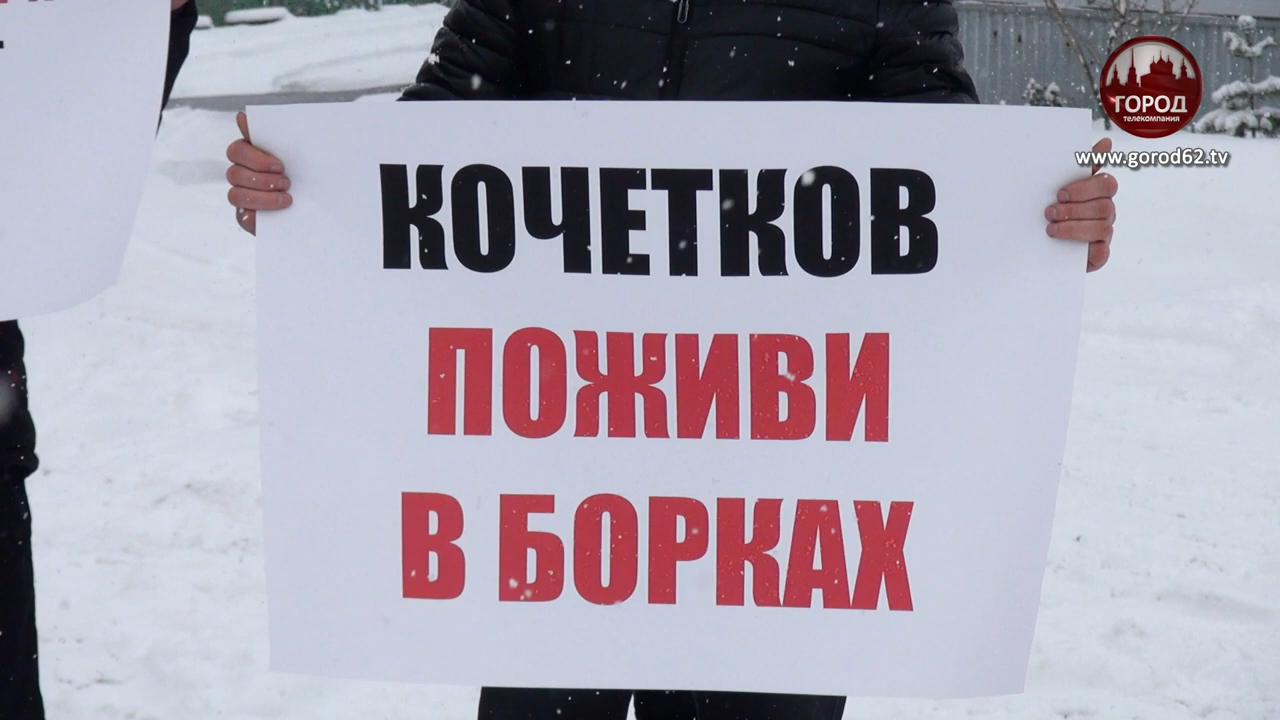 ГОРОД
телекомпания
www.gorod62.tv
КОЧЕТКОВ
ПОЖИВИ
В БОРКАХ